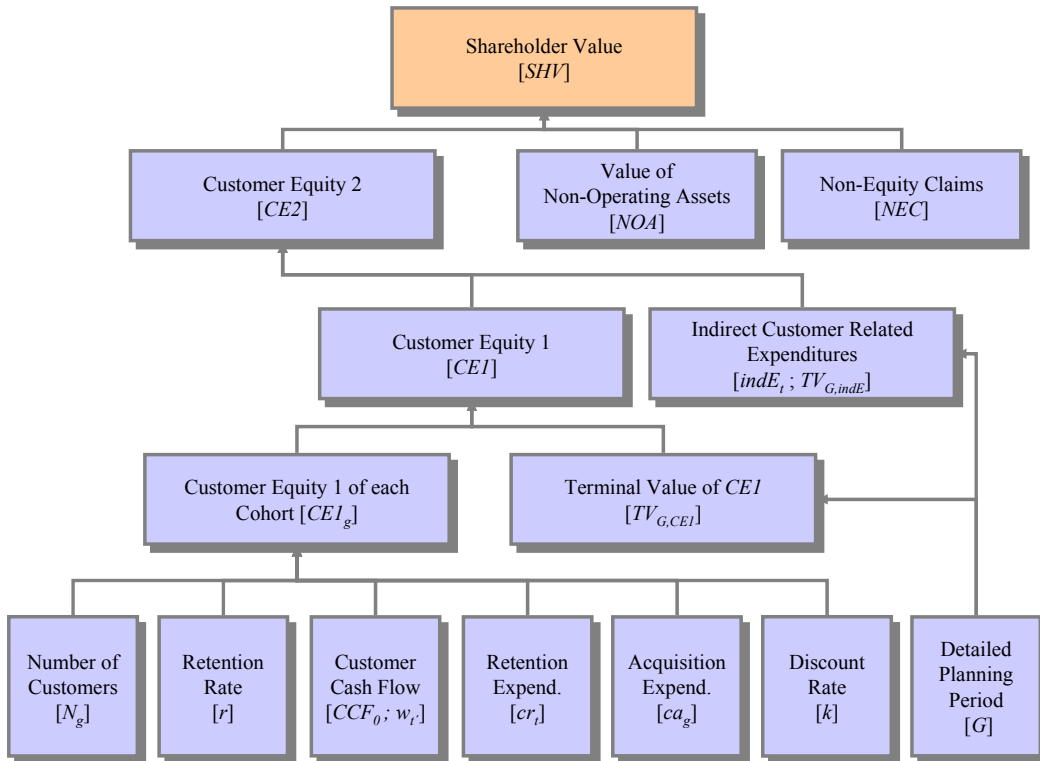 Shareholder Value
[SHV]
Customer Equity 2
[CE2]
Value of
Non-Operating Assets
[NOA]
Non-Equity Claims
[NEC]
Customer Equity 1
[CE1]
Indirect Customer Related
Expenditures
[indE_t ; TV_G,indE]
Customer Equity 1 of each
Cohort [CE1_g]
Terminal Value of CE1
[TV_G,CE1]
Number of
Customers
[N_g]
Retention
Rate
[r]
Customer
Cash Flow
[CCF_0 ; w_t']
Retention
Expend.
[cr_t]
Acquisition
Expend.
[ca_g]
Discount
Rate
[k]
Detailed
Planning
Period
[G]